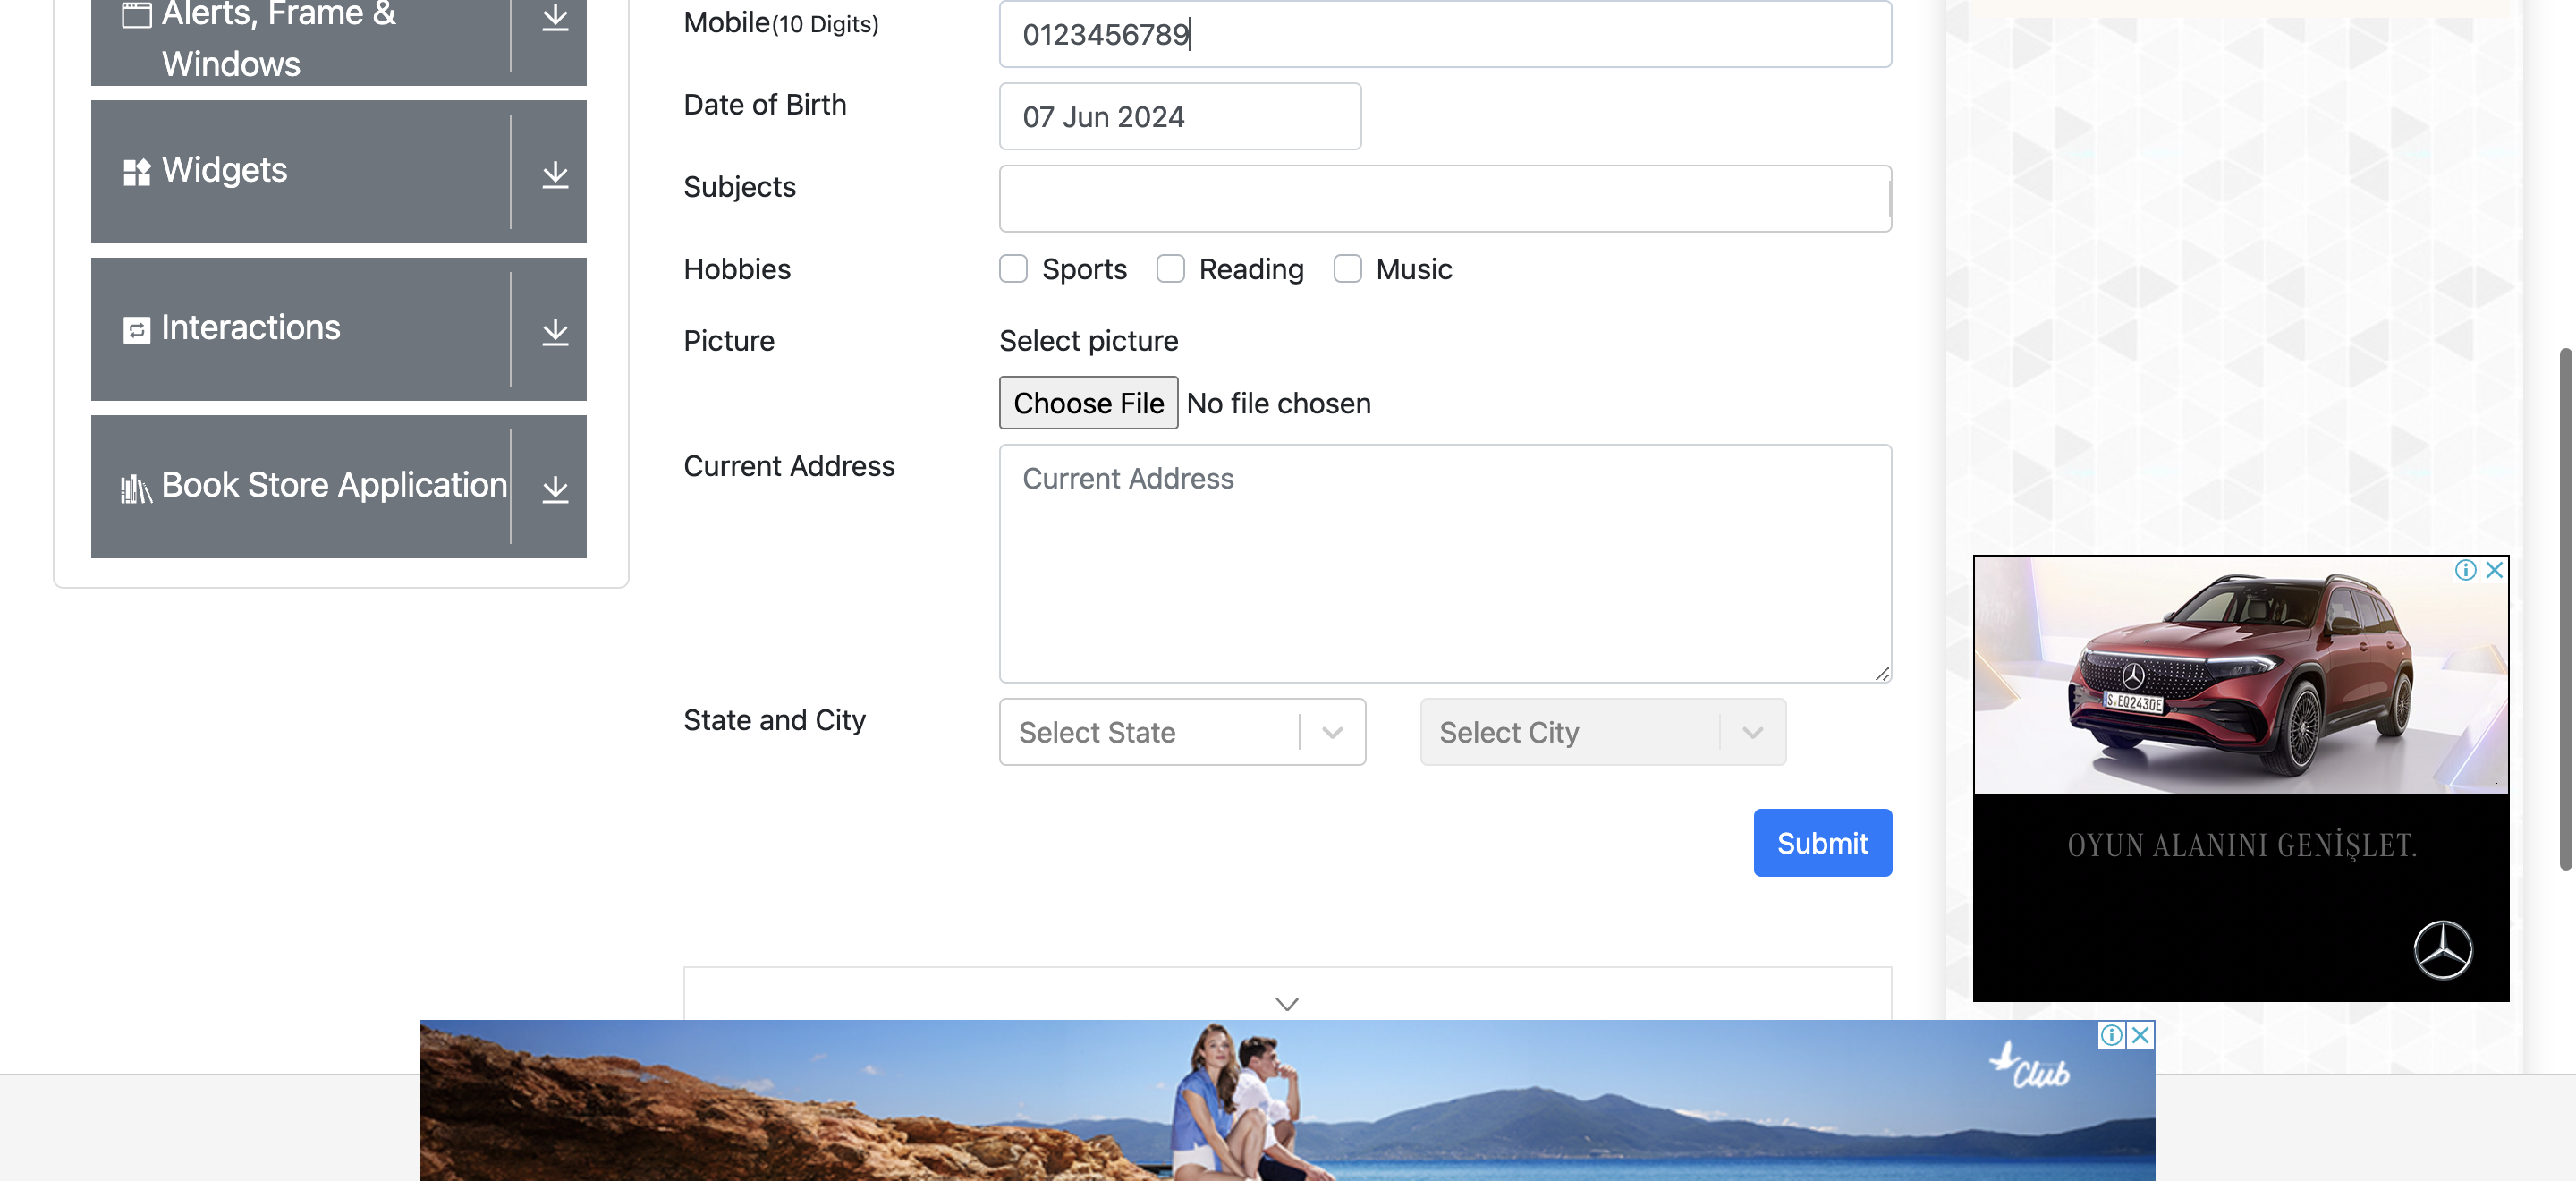 Alerts, Frame &
Windows
Widgets
Interactions
Book Store Application
Mobile(10 Digits)
0123456789
Date of Birth
07 Jun 2024
Subjects
Hobbies
Sports
Reading
Music
Picture
Select picture
Choose File No file chosen
Current Address
Current Address
State and City
Select State
Select City
Submit
S EQ243OE
OYUN ALANINI GENİŞLET.
Club